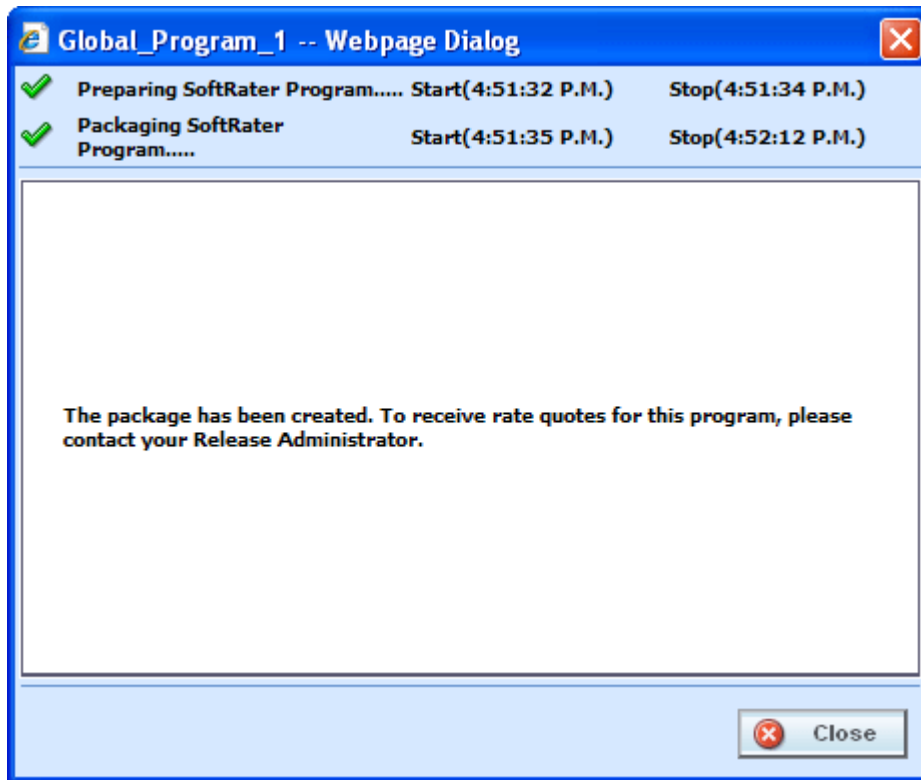 Global_Program_1 -- Webpage Dialog
Preparing SoftRater Program..... Start(4:51:32 P.M.) Stop(4:51:34 P.M.)
Packaging SoftRater
Program..... Start(4:51:35 P.M.) Stop(4:52:12 P.M.)
The package has been created. To receive rate quotes for this program, please
contact your Release Administrator.
Close